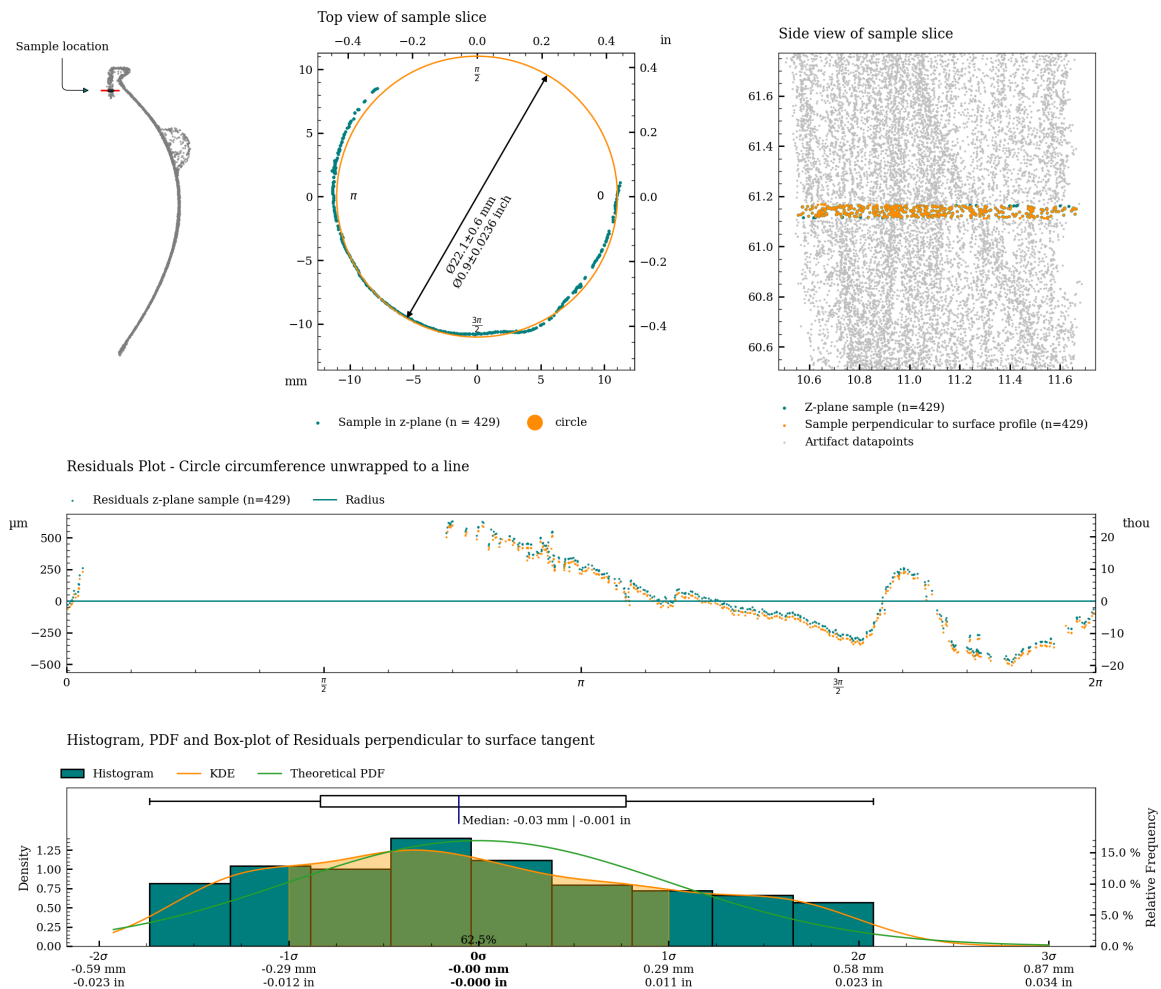 Sample location
Top view of sample slice
−0.4 −0.2 0.0 0.2 0.4 in
10
5
0
−5
−10
0.4
0.2
0.0
−0.2
−0.4
π/2
π
0
3π/2
Ø22.1±0.6 mm
Ø0.9±0.0236 inch
mm −10 −5 0 5 10
Sample in z-plane (n = 429) circle
Side view of sample slice
61.6
61.4
61.2
61.0
60.8
60.6
10.6 10.8 11.0 11.2 11.4 11.6
Z-plane sample (n=429)
Sample perpendicular to surface profile (n=429)
Artifact datapoints
Residuals Plot - Circle circumference unwrapped to a line
Residuals z-plane sample (n=429) Radius
µm
500
250
0
−250
−500
thou
20
10
0
−10
−20
0 π/2 π 3π/2 2π
Histogram, PDF and Box-plot of Residuals perpendicular to surface tangent
Histogram KDE Theoretical PDF
Median: -0.03 mm | -0.001 in
Density
1.25
1.00
0.75
0.50
0.25
0.00
Relative Frequency
15.0 %
10.0 %
5.0 %
0.0 %
62.5%
-2σ -1σ 0σ 1σ 2σ 3σ
-0.59 mm -0.29 mm -0.00 mm 0.29 mm 0.58 mm 0.87 mm
-0.023 in -0.012 in -0.000 in 0.011 in 0.023 in 0.034 in